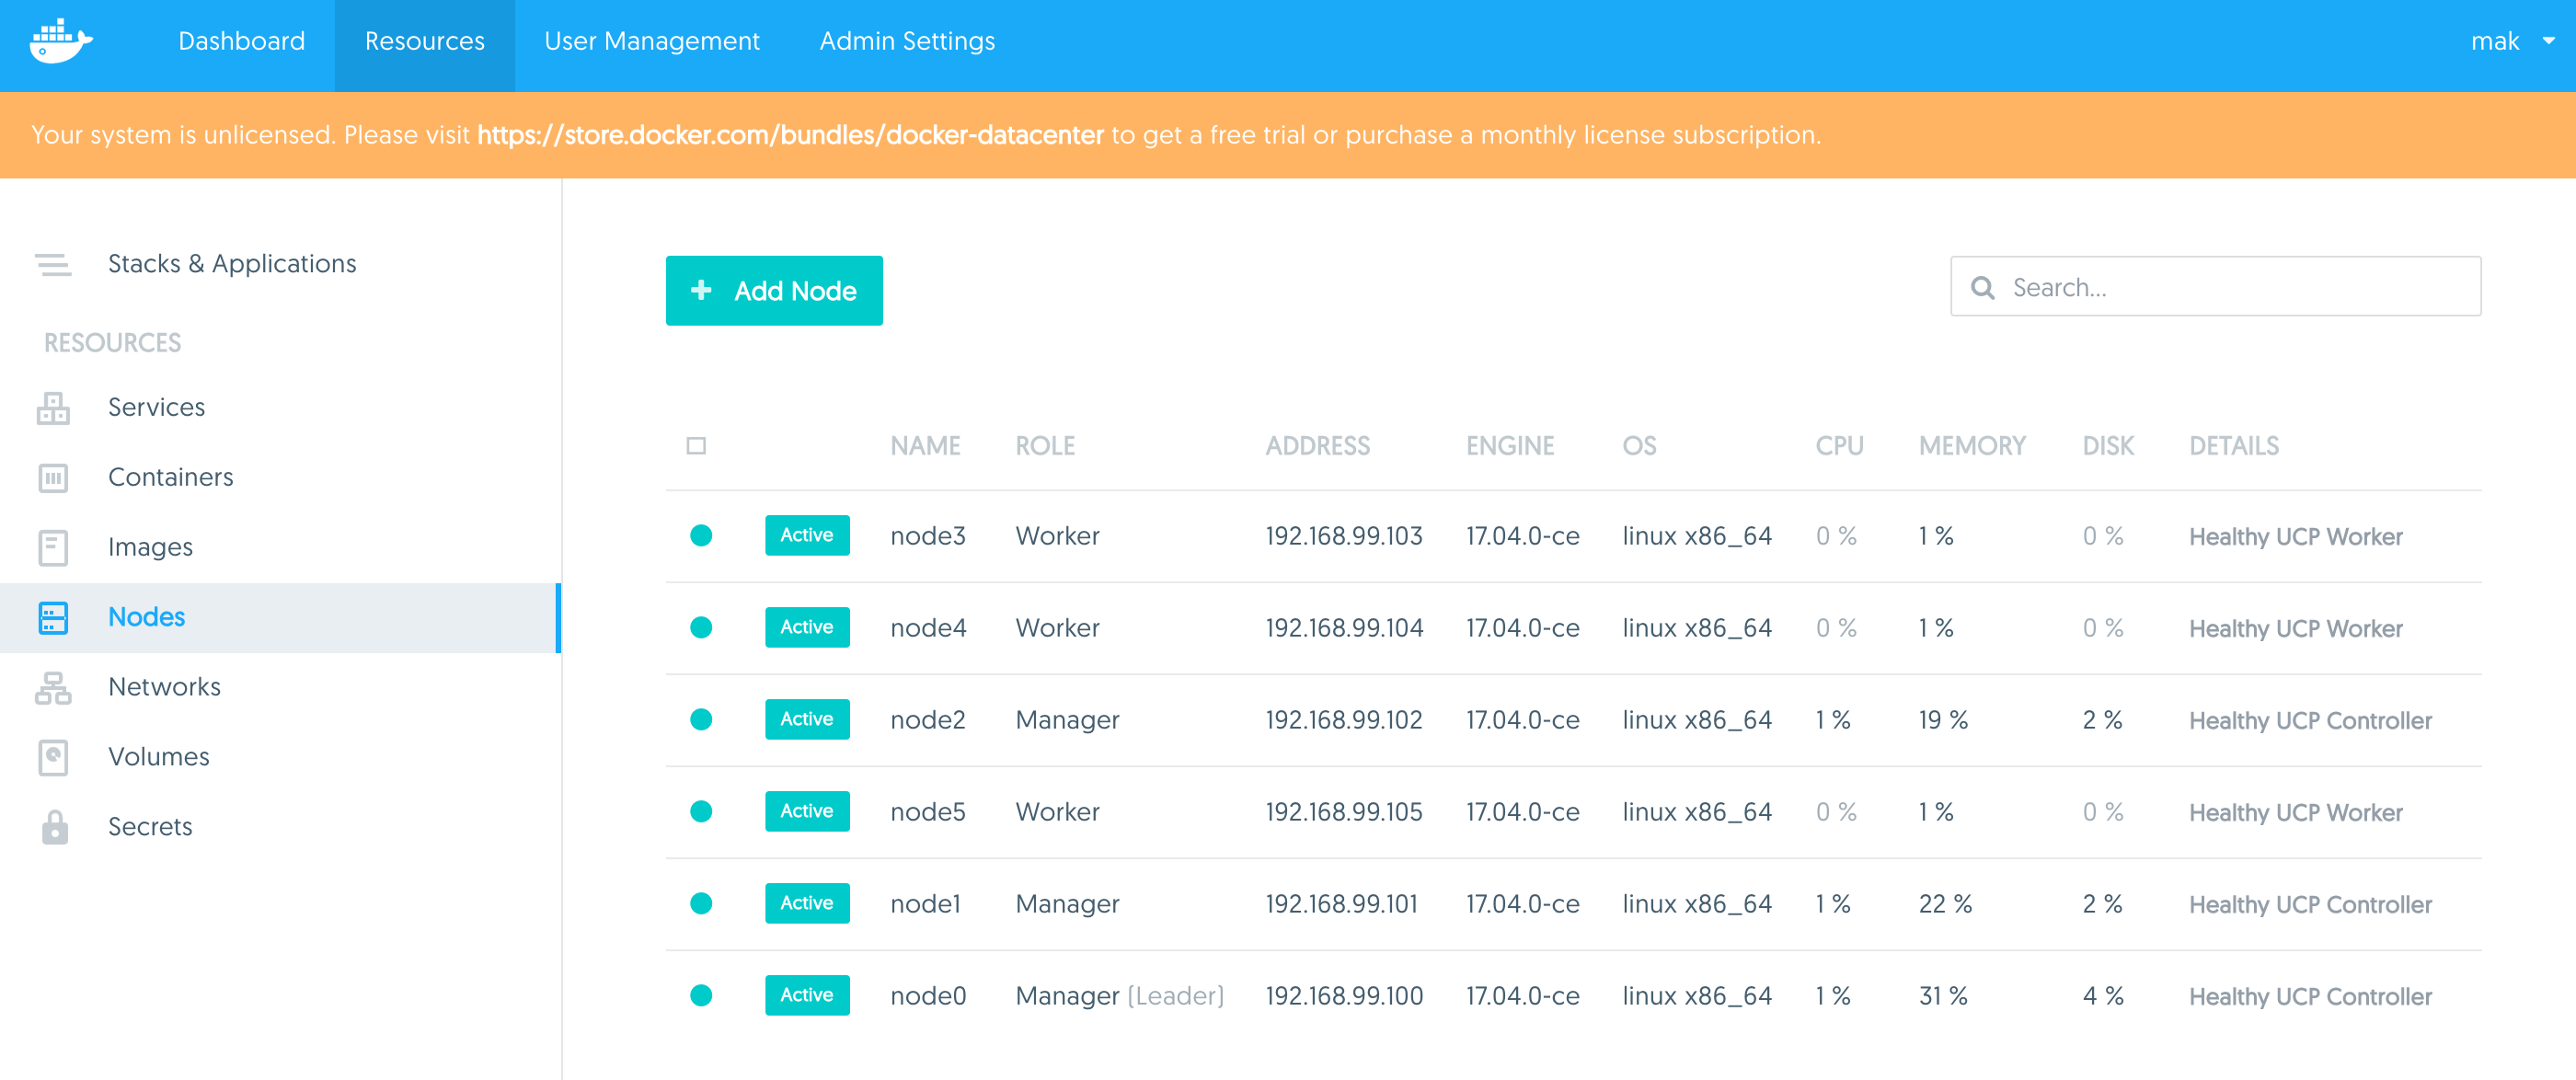 Dashboard Resources User Management Admin Settings mak
Your system is unlicensed. Please visit https://store.docker.com/bundles/docker-datacenter to get a free trial or purchase a monthly license subscription.
Stacks & Applications
RESOURCES
Services
Containers
Images
Nodes
Networks
Volumes
Secrets
+ Add Node
Search...
NAME ROLE ADDRESS ENGINE OS CPU MEMORY DISK DETAILS
Active node3 Worker 192.168.99.103 17.04.0-ce linux x86_64 0 % 1 % 0 % Healthy UCP Worker
Active node4 Worker 192.168.99.104 17.04.0-ce linux x86_64 0 % 1 % 0 % Healthy UCP Worker
Active node2 Manager 192.168.99.102 17.04.0-ce linux x86_64 1 % 19 % 2 % Healthy UCP Controller
Active node5 Worker 192.168.99.105 17.04.0-ce linux x86_64 0 % 1 % 0 % Healthy UCP Worker
Active node1 Manager 192.168.99.101 17.04.0-ce linux x86_64 1 % 22 % 2 % Healthy UCP Controller
Active node0 Manager (Leader) 192.168.99.100 17.04.0-ce linux x86_64 1 % 31 % 4 % Healthy UCP Controller